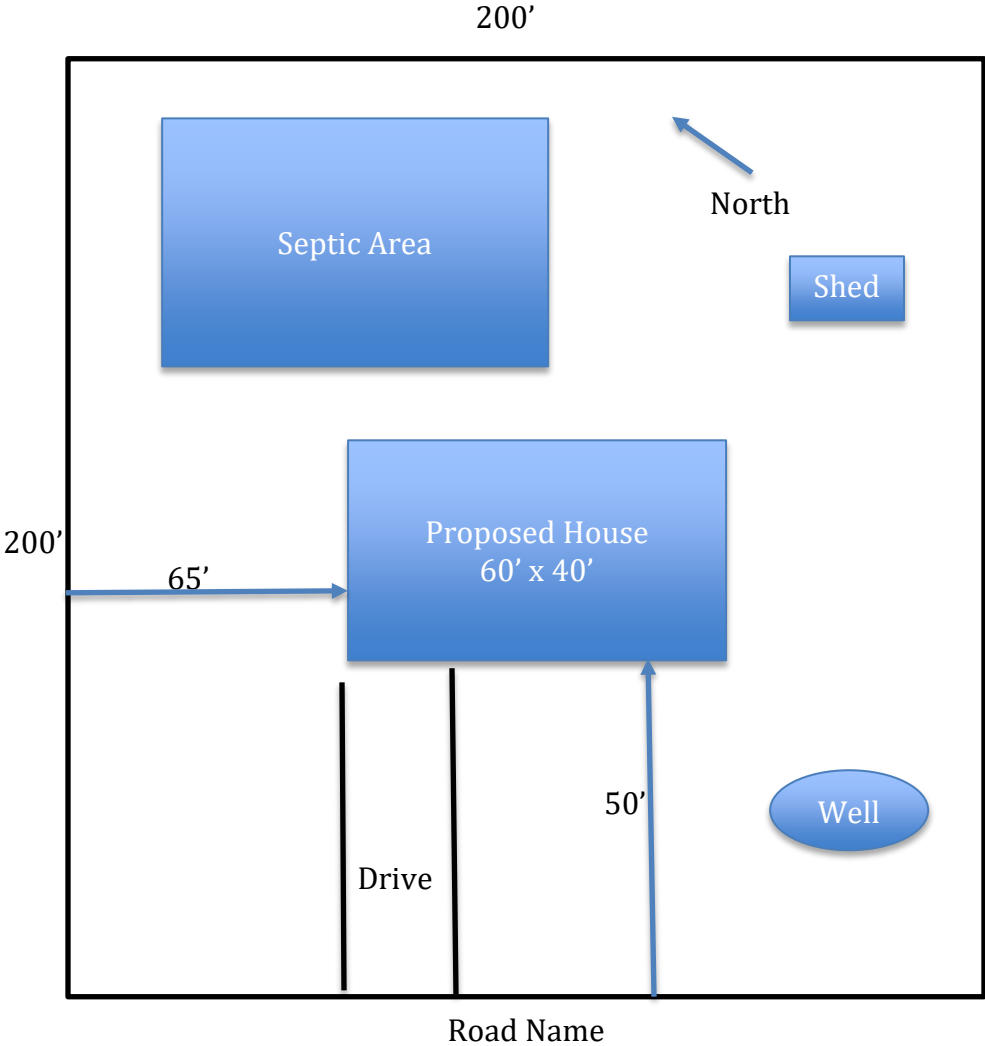 200’
Septic Area
North
Shed
Proposed House
60’ x 40’
200’
65’
50’
Well
Drive
Road Name